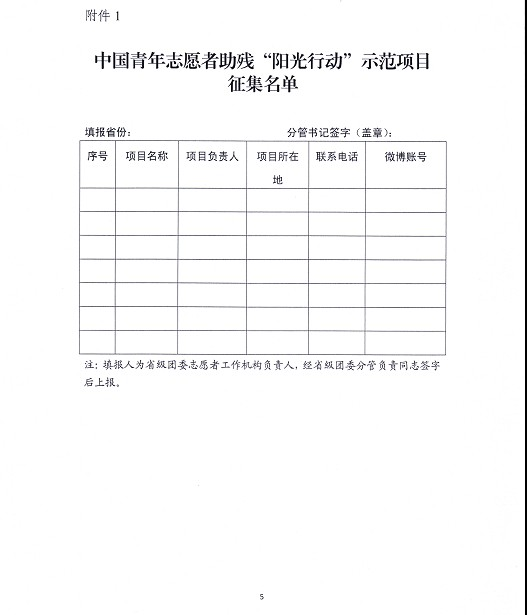 附件 1
中国青年志愿者助残“阳光行动”示范项目
征集名单
填报省份： 分管书记签字（盖章）：
序号 项目名称 项目负责人 项目所在地 联系电话 微博账号
注：填报人为省级团委志愿者工作机构负责人，经省级团委分管负责同志签字
后上报。
5